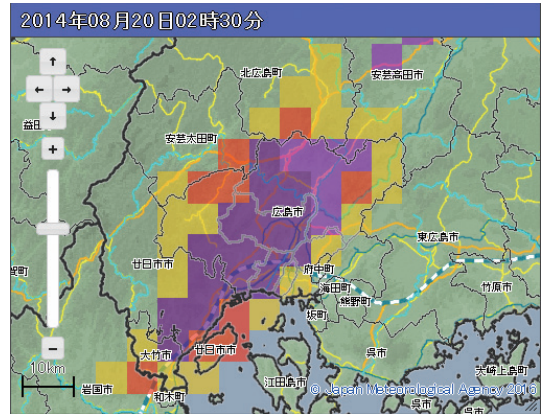 2014年08月20日02時30分
北広島町
安芸高田市
安芸太田町
広島市
東広島市
廿日市市
府中町
海田町
熊野町
竹原市
坂町
大竹市
廿日市市
呉市
大崎上島町
10km
岩国市
和木町
江田島市
© Japan Meteorological Agency
呉市
呉市